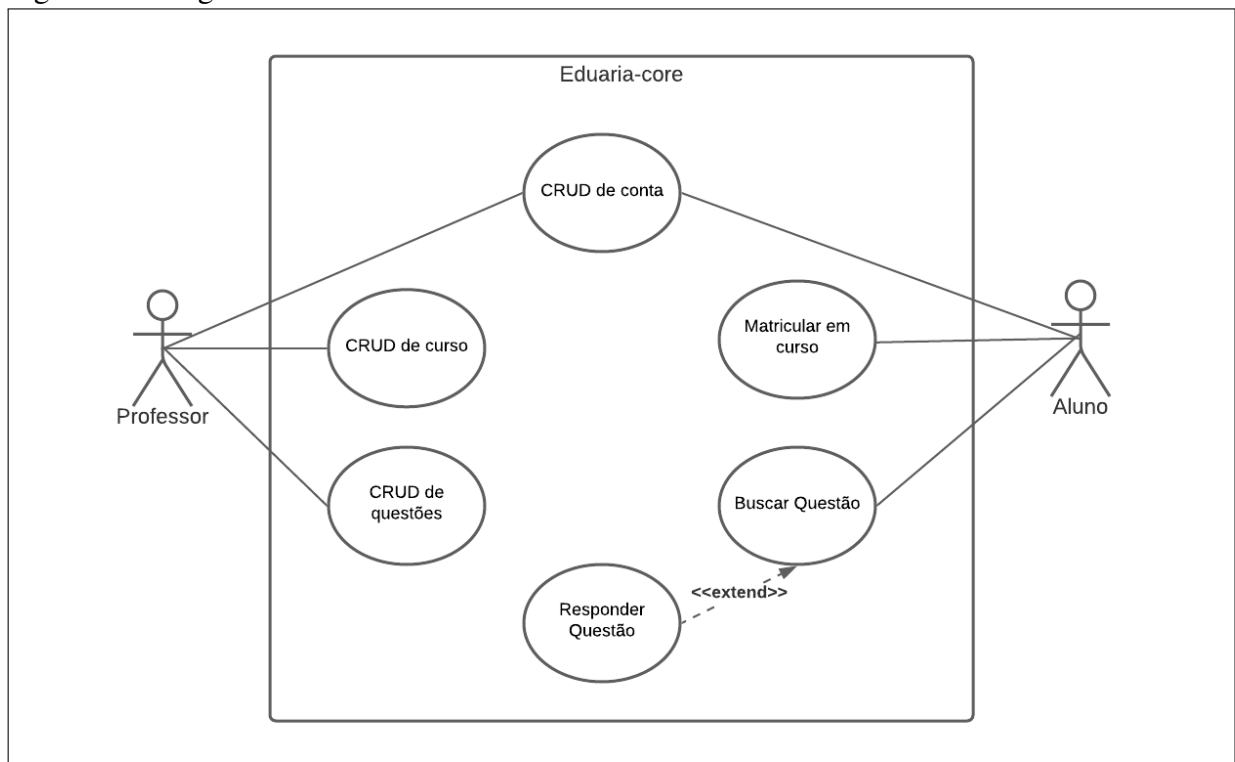 Eduaria-core
CRUD de conta
CRUD de curso
Matricular em
curso
Professor
Aluno
CRUD de
questões
Buscar Questão
<<extend>>
Responder
Questão